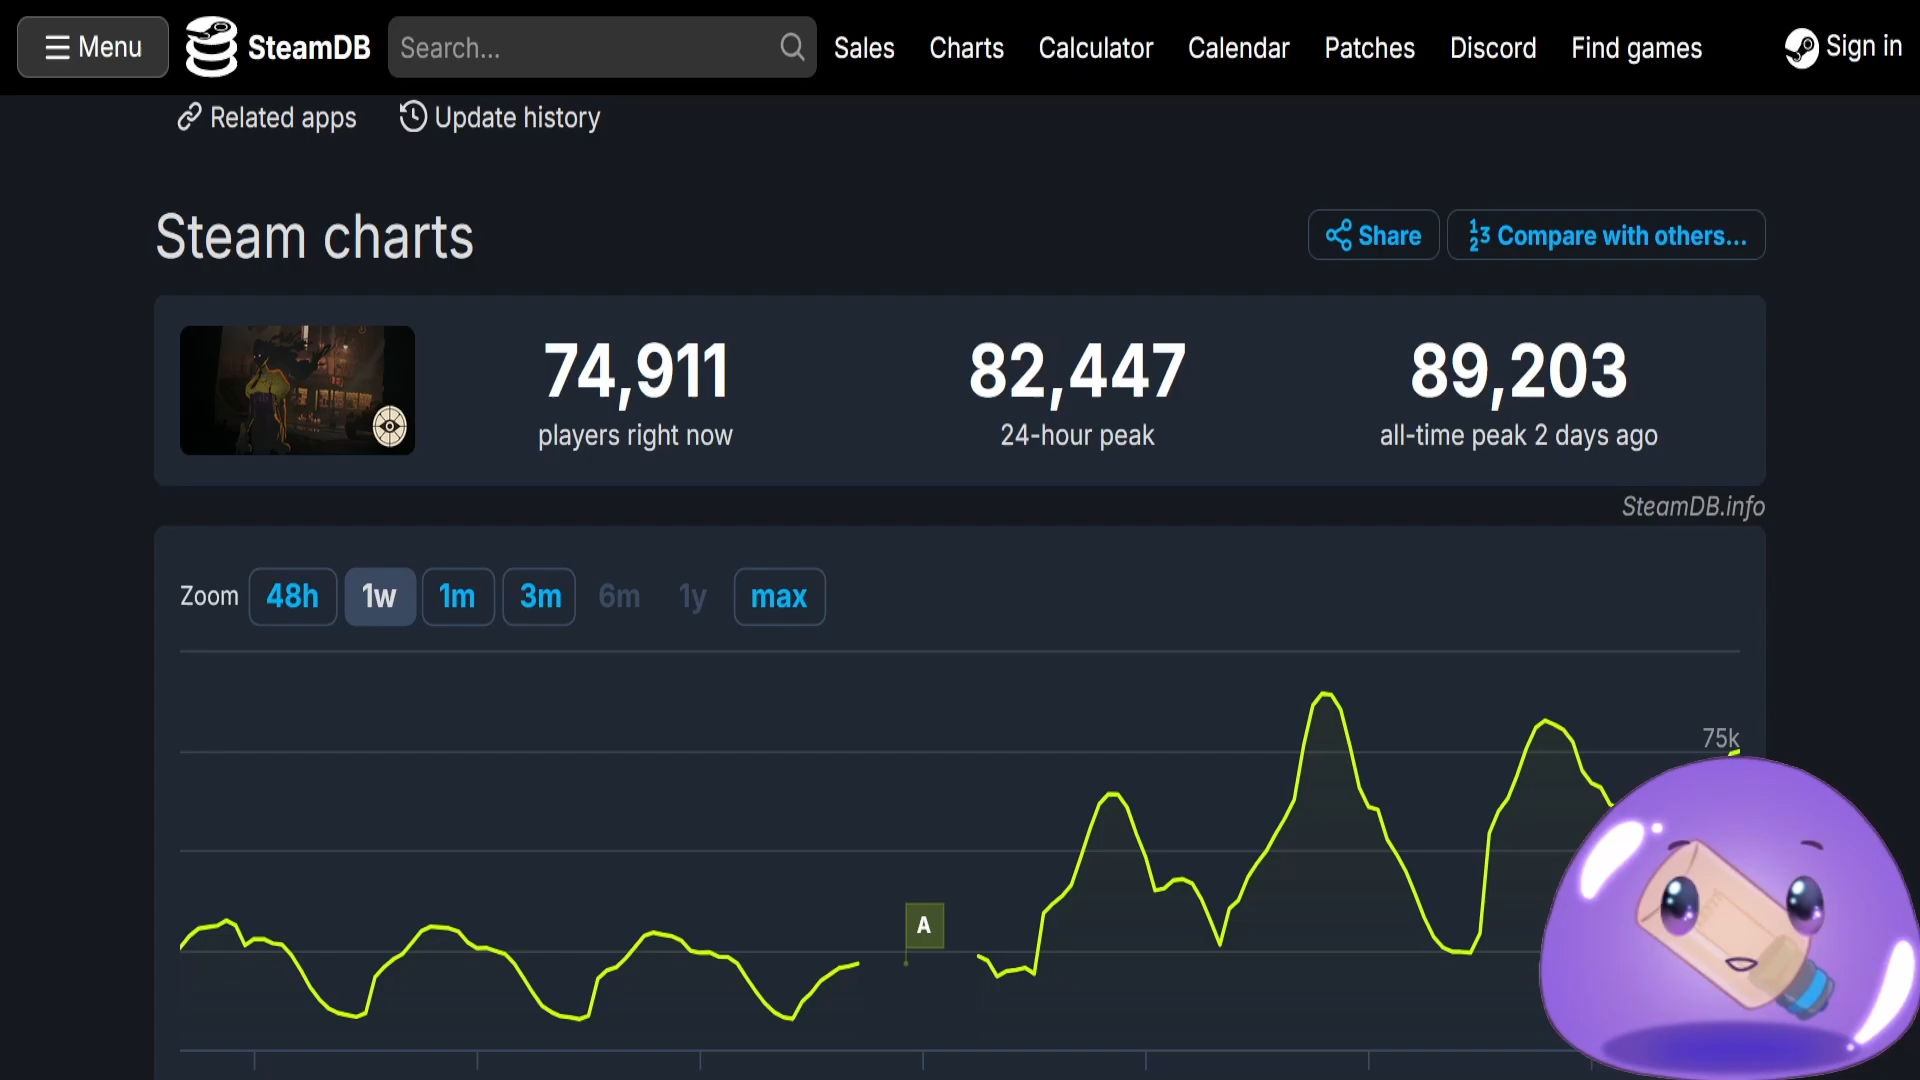 Menu
SteamDB
Search...
Sales
Charts
Calculator
Calendar
Patches
Discord
Find games
Sign in
Related apps
Update history
Steam charts
Share
Compare with others...
74,911
players right now
82,447
24-hour peak
89,203
all-time peak 2 days ago
SteamDB.info
Zoom
48h
1w
1m
3m
6m
1y
max
75k
A